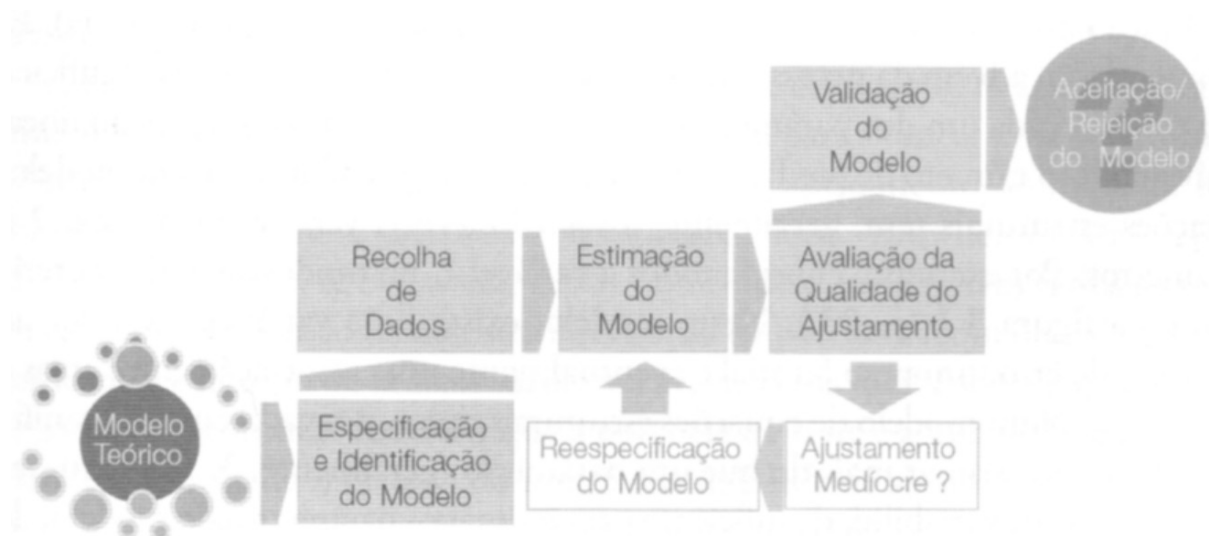 Modelo
Teórico
Especificação
e Identificação
do Modelo
Recolha
de
Dados
Estimação
do
Modelo
Avaliação da
Qualidade do
Ajustamento
Ajustamento
Medíocre ?
Reespecificação
do Modelo
Validação
do
Modelo
Aceitação/
Rejeição
do Modelo
?